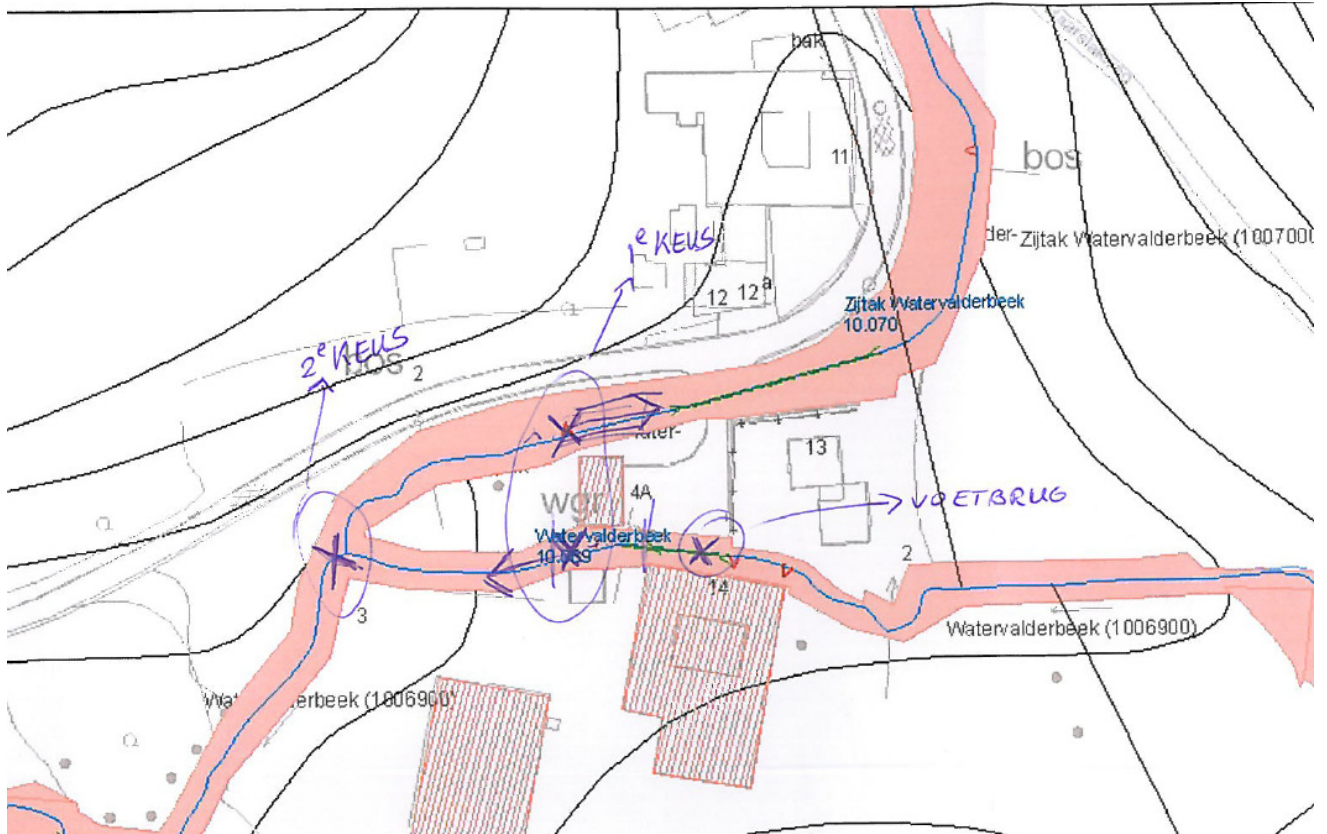 bak
11
bos
Zijtak Watervalderbeek (1007000
1e KEUS
12
12a
Zijtak Watervalderbeek
10.070
2e KEUS
bos
2
13
4A
wgr
VOETBRUG
Watervalderbeek
2
14
3
Watervalderbeek (1006900)